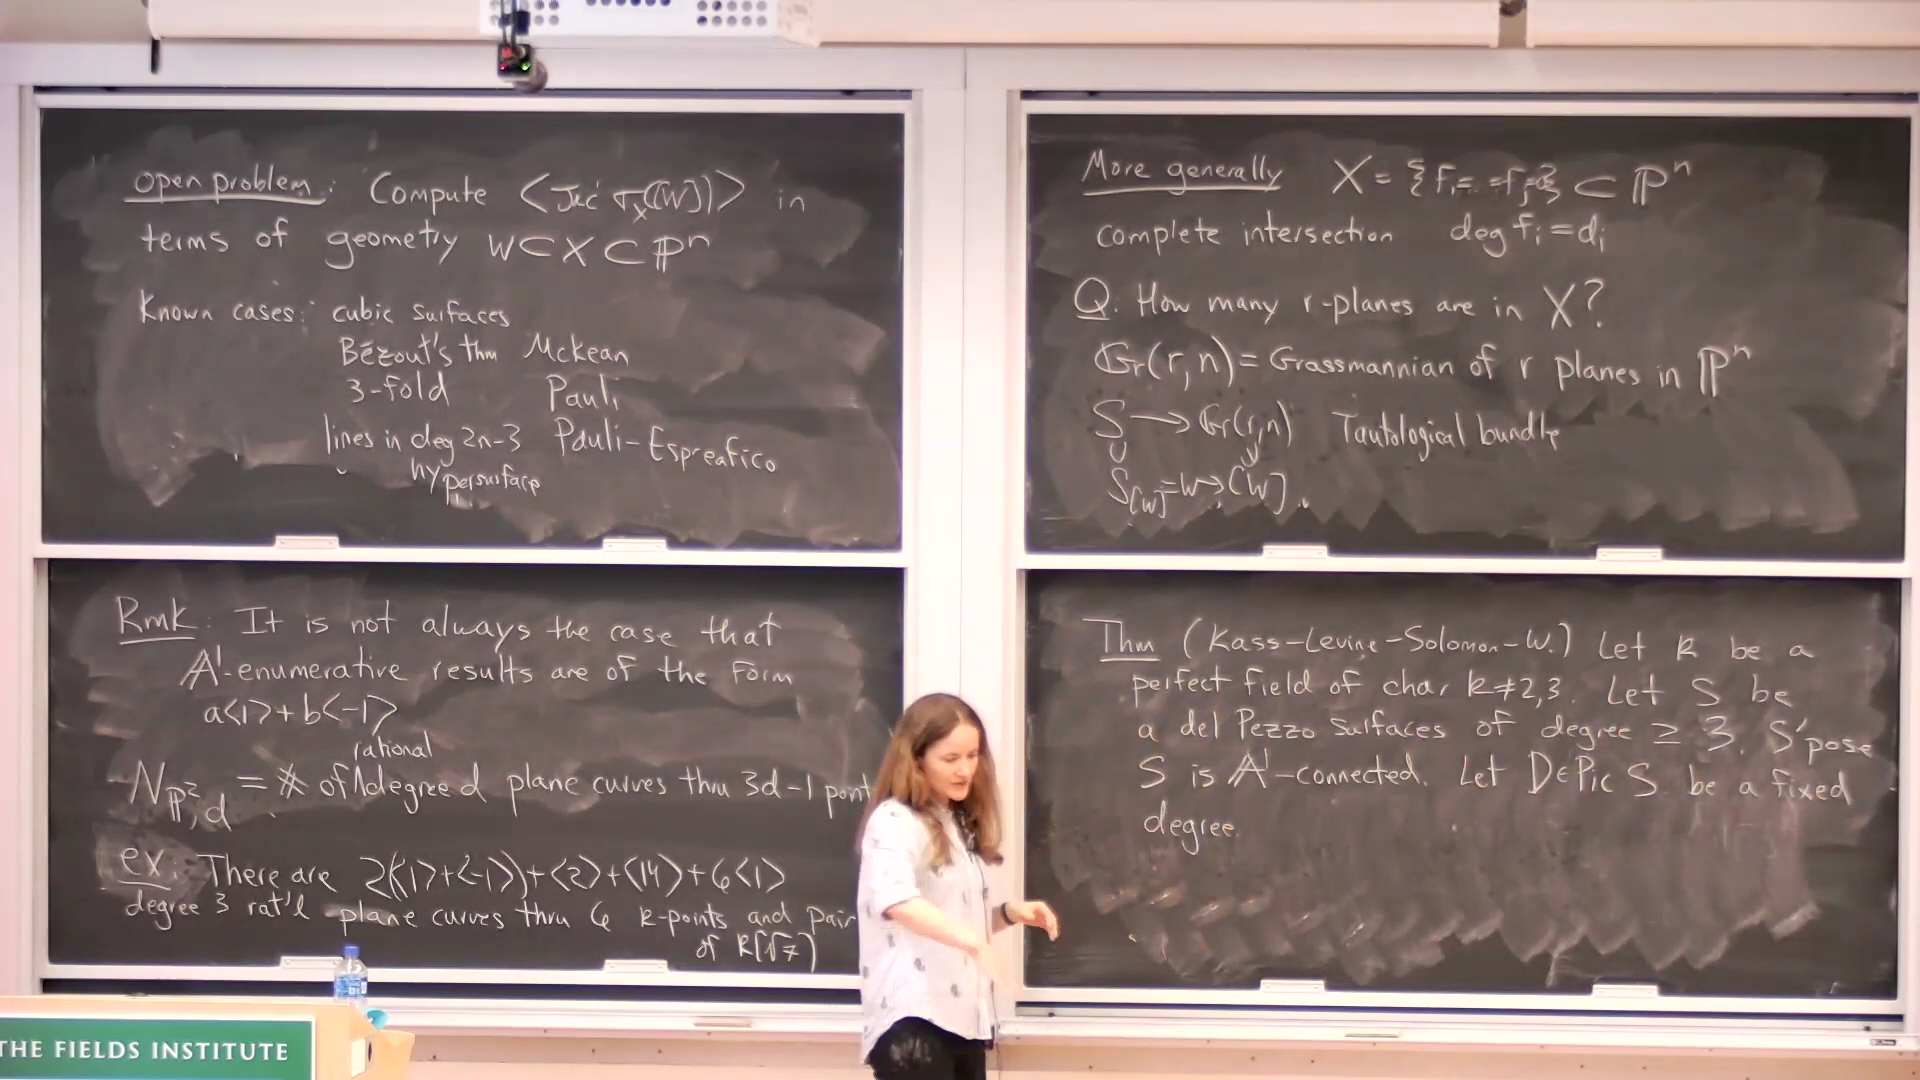 open problem: Compute <Jac σ_X([W])> in
terms of geometry W⊂X⊂ℙⁿ
Known cases: cubic surfaces
Bézout's thm McKean
3-fold Pauli
lines in deg 2n-3 Pauli-Espreafico
hypersurface
Rmk: It is not always the case that
𝔸¹-enumerative results are of the form
a<1>+b<-1>
rational
N_{ℙ²,d} = # of ∧ degree d plane curves thru 3d-1 point
ex: There are 2(<1>+<-1>)+<2>+<14>+6<1>
degree 3 rat'l plane curves thru 6 k-points and pair
of k(√7)
More generally X = {f₁=..=f_j=0} ⊂ ℙⁿ
complete intersection deg fᵢ=dᵢ
Q. How many r-planes are in X?
Gr(r,n) = Grassmannian of r planes in ℙⁿ
S → Gr(r,n) Tautological bundle
S_{[W]}=W→[W].
Thm (Kass-Levine-Solomon-W.) Let k be a
perfect field of char k≠2,3. Let S be
a del Pezzo surfaces of degree ≥ 3. S'pose
S is 𝔸¹-connected. Let D∈Pic S be a fixed
degree.
THE FIELDS INSTITUTE